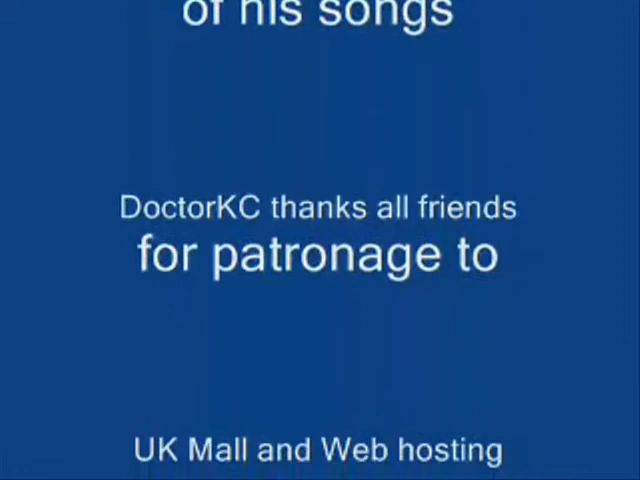 of his songs
DoctorKC thanks all friends
for patronage to
UK Mall and Web hosting